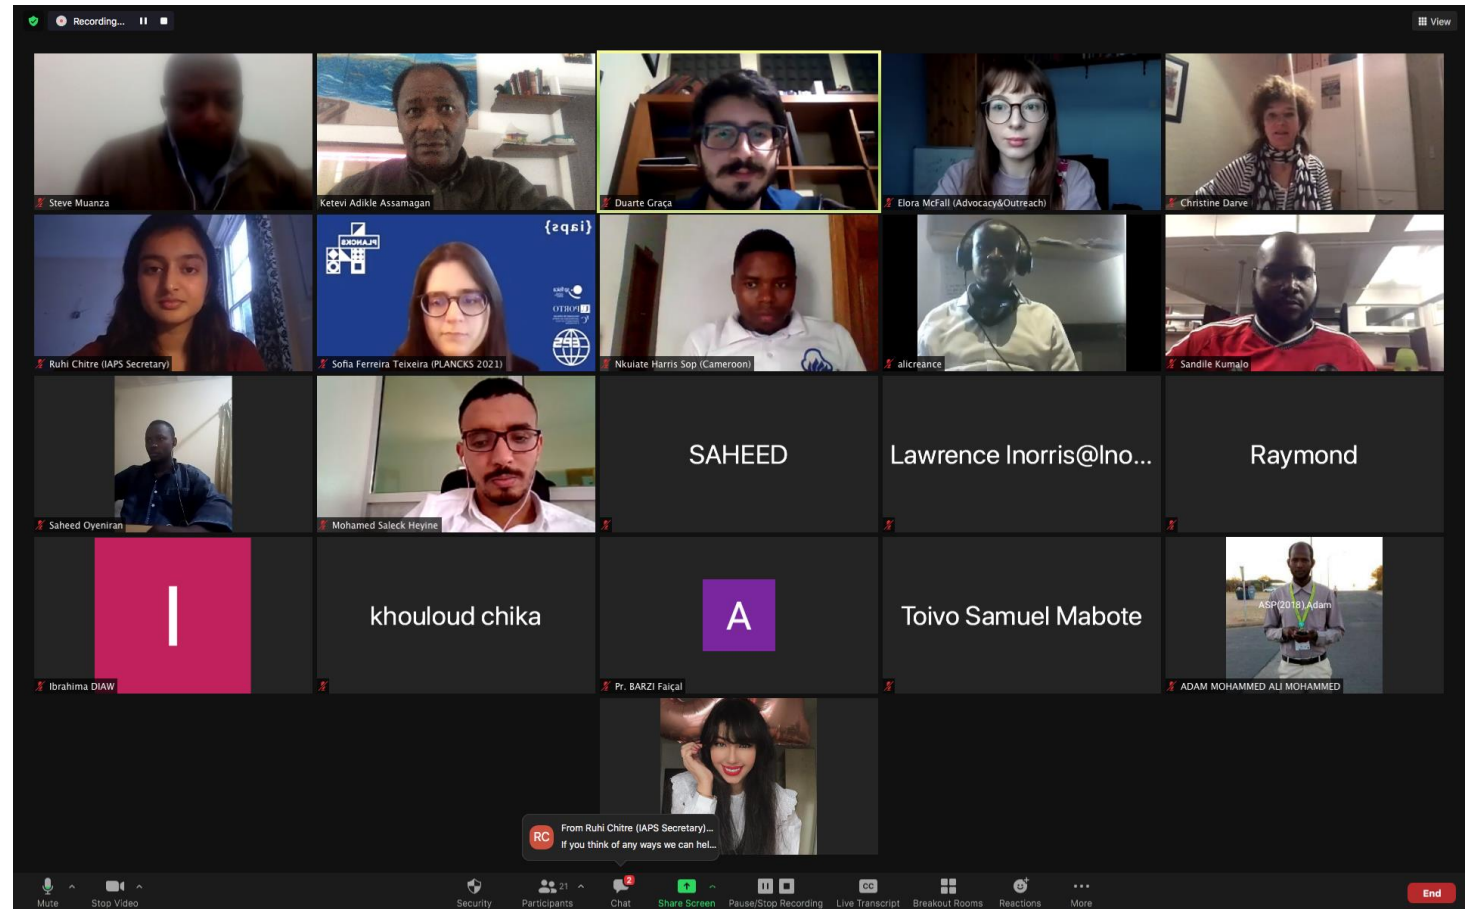 Recording...
View
Steve Muanza
Ketevi Adikle Assamagan
Duarte Graça
Elora McFall (Advocacy&Outreach)
Christine Darve
PLANCKS
{iaps}
PORTO
EPS
Ruhi Chitre (IAPS Secretary)
Sofia Ferreira Teixeira (PLANCKS 2021)
Nkuiate Harris Sop (Cameroon)
alicreance
Sandile Kumalo
Saheed Oyeniran
Mohamed Saleck Heyine
SAHEED
Lawrence lnorris@lno...
Raymond
I
Ibrahima DIAW
khouloud chika
A
Pr. BARZI Faiçal
Toivo Samuel Mabote
ASP(2018),Adam
ADAM MOHAMMED ALI MOHAMMED
RC
From Ruhi Chitre (IAPS Secretary)...
If you think of any ways we can hel...
Mute
Stop Video
Security
21
Participants
2
Chat
Share Screen
Pause/Stop Recording
CC
Live Transcript
Breakout Rooms
Reactions
More
End